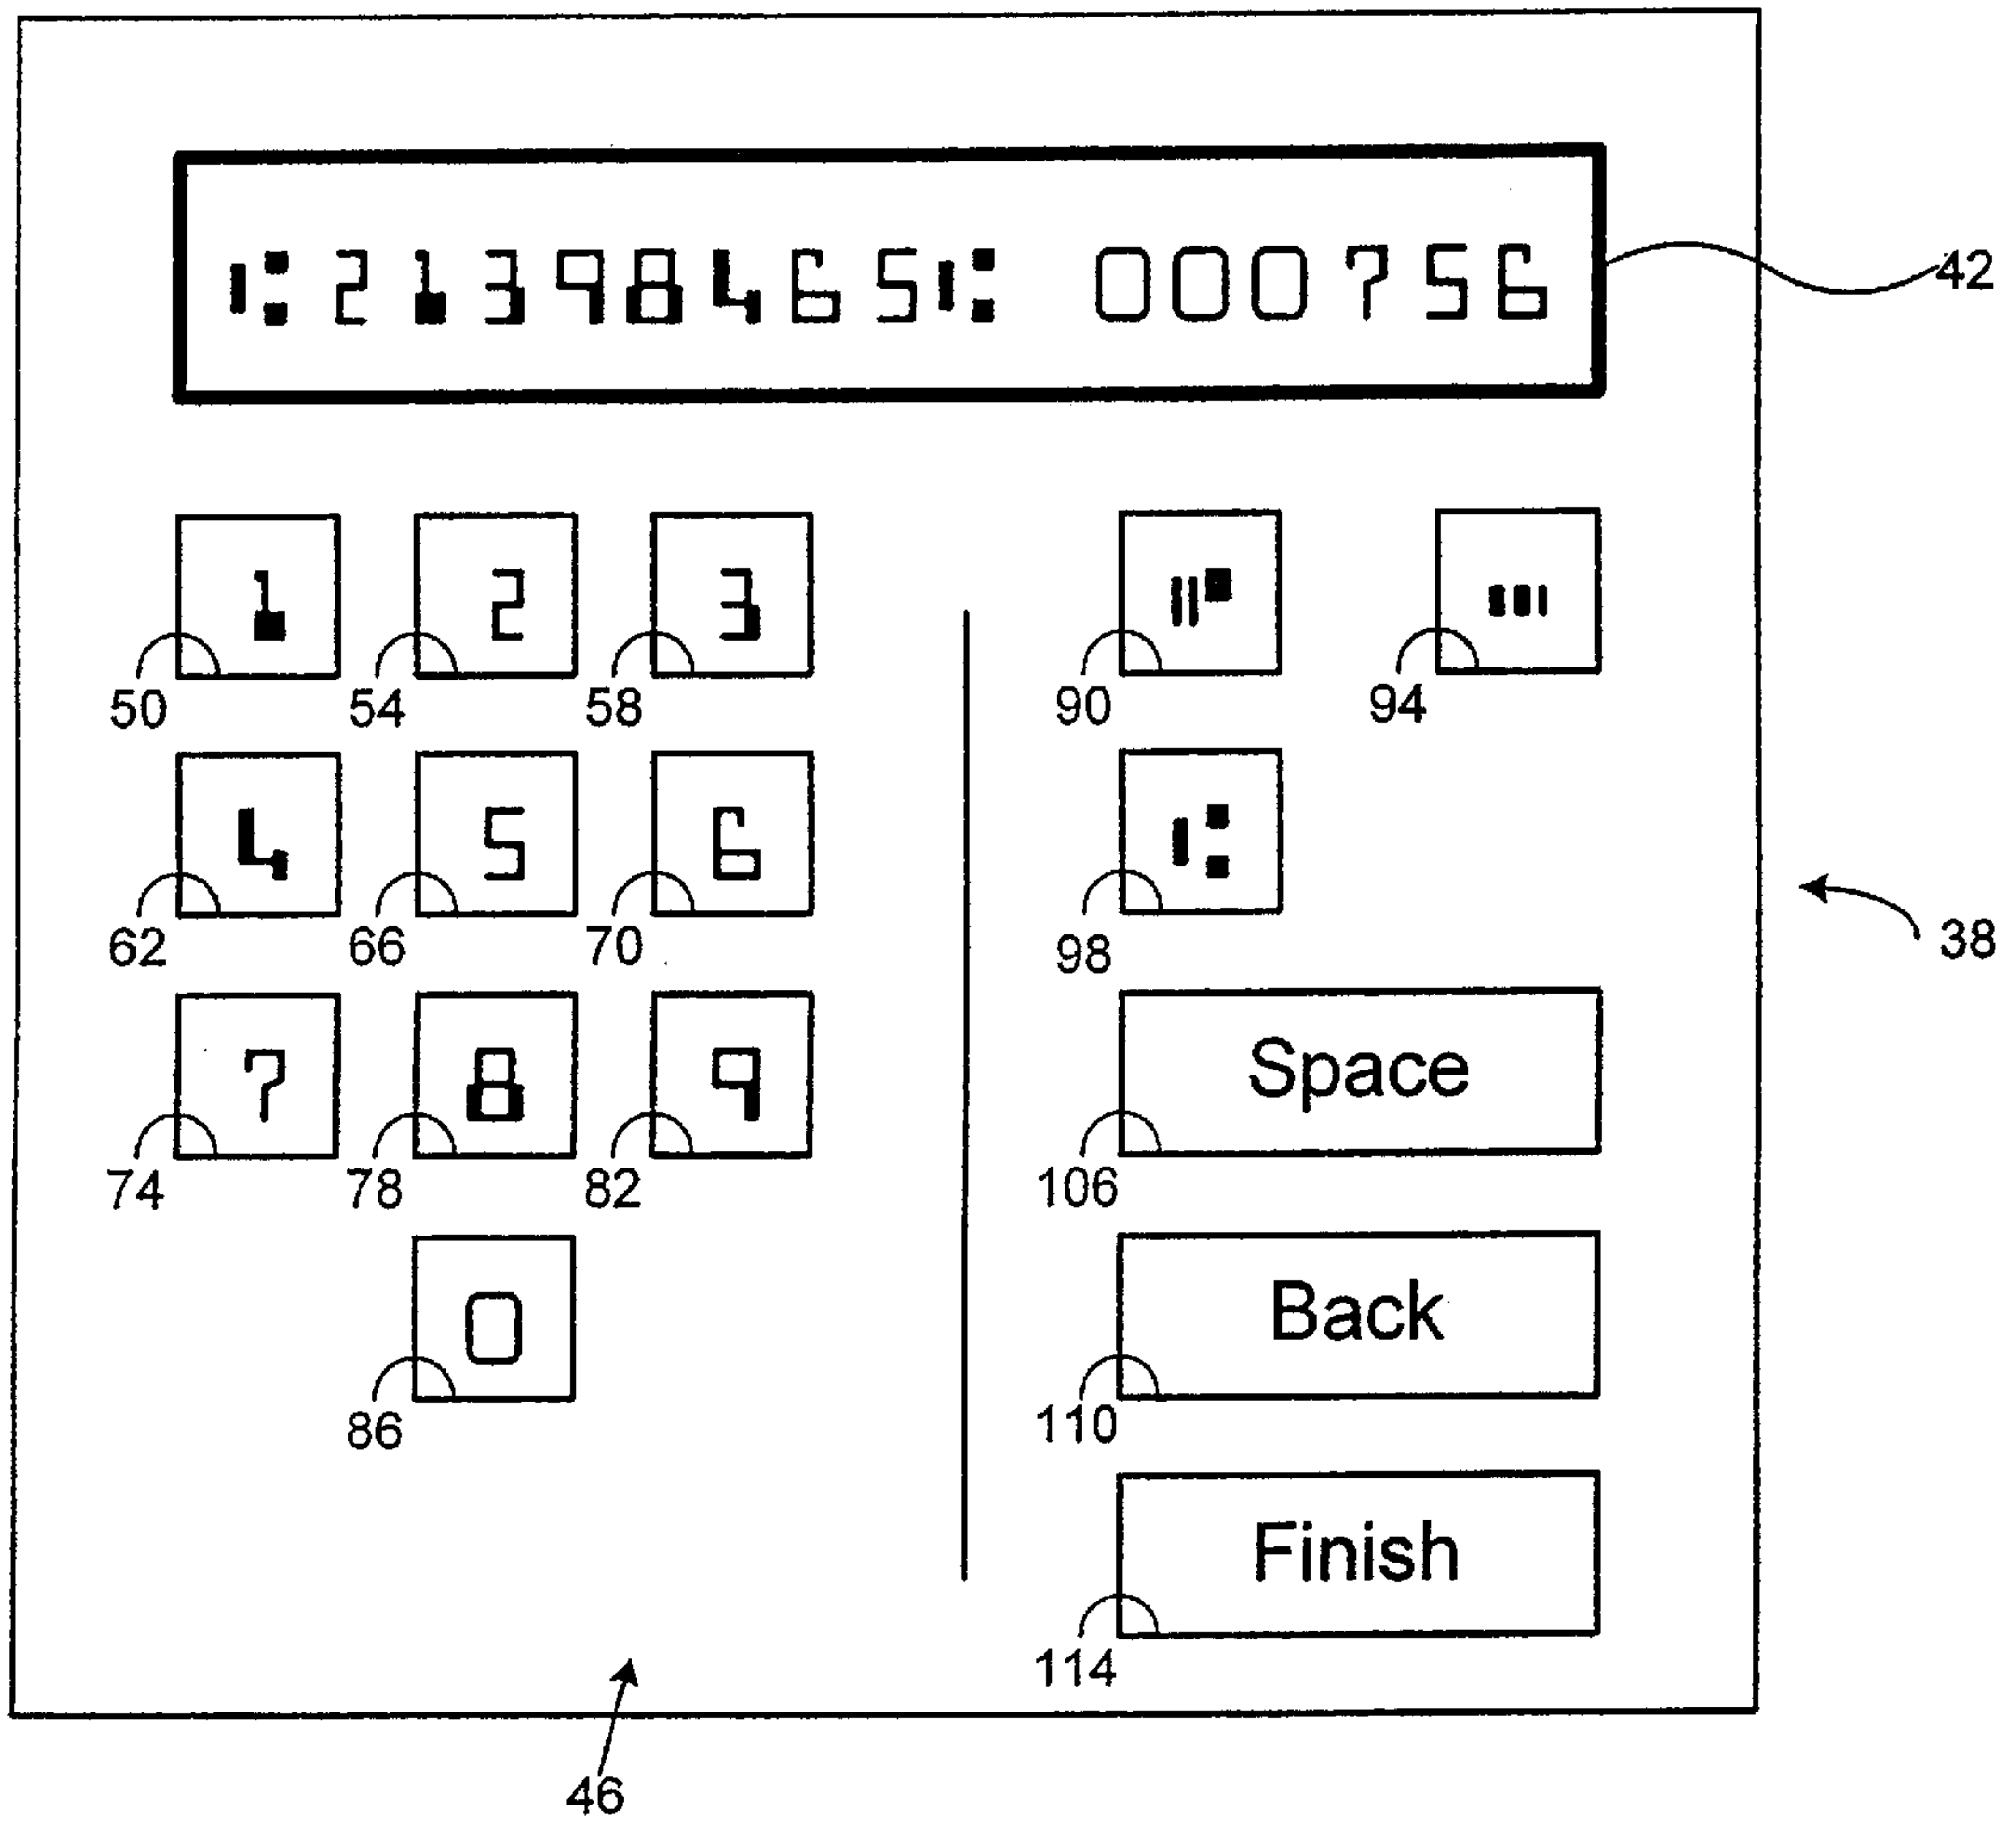 ⑆21398465⑆ 000756
42
1 2 3 ⑈ ⑉
50 54 58 90 94
4 5 6 ⑆
62 66 70 98
38
7 8 9 Space
74 78 82 106
0 Back
86 110
Finish
114
46